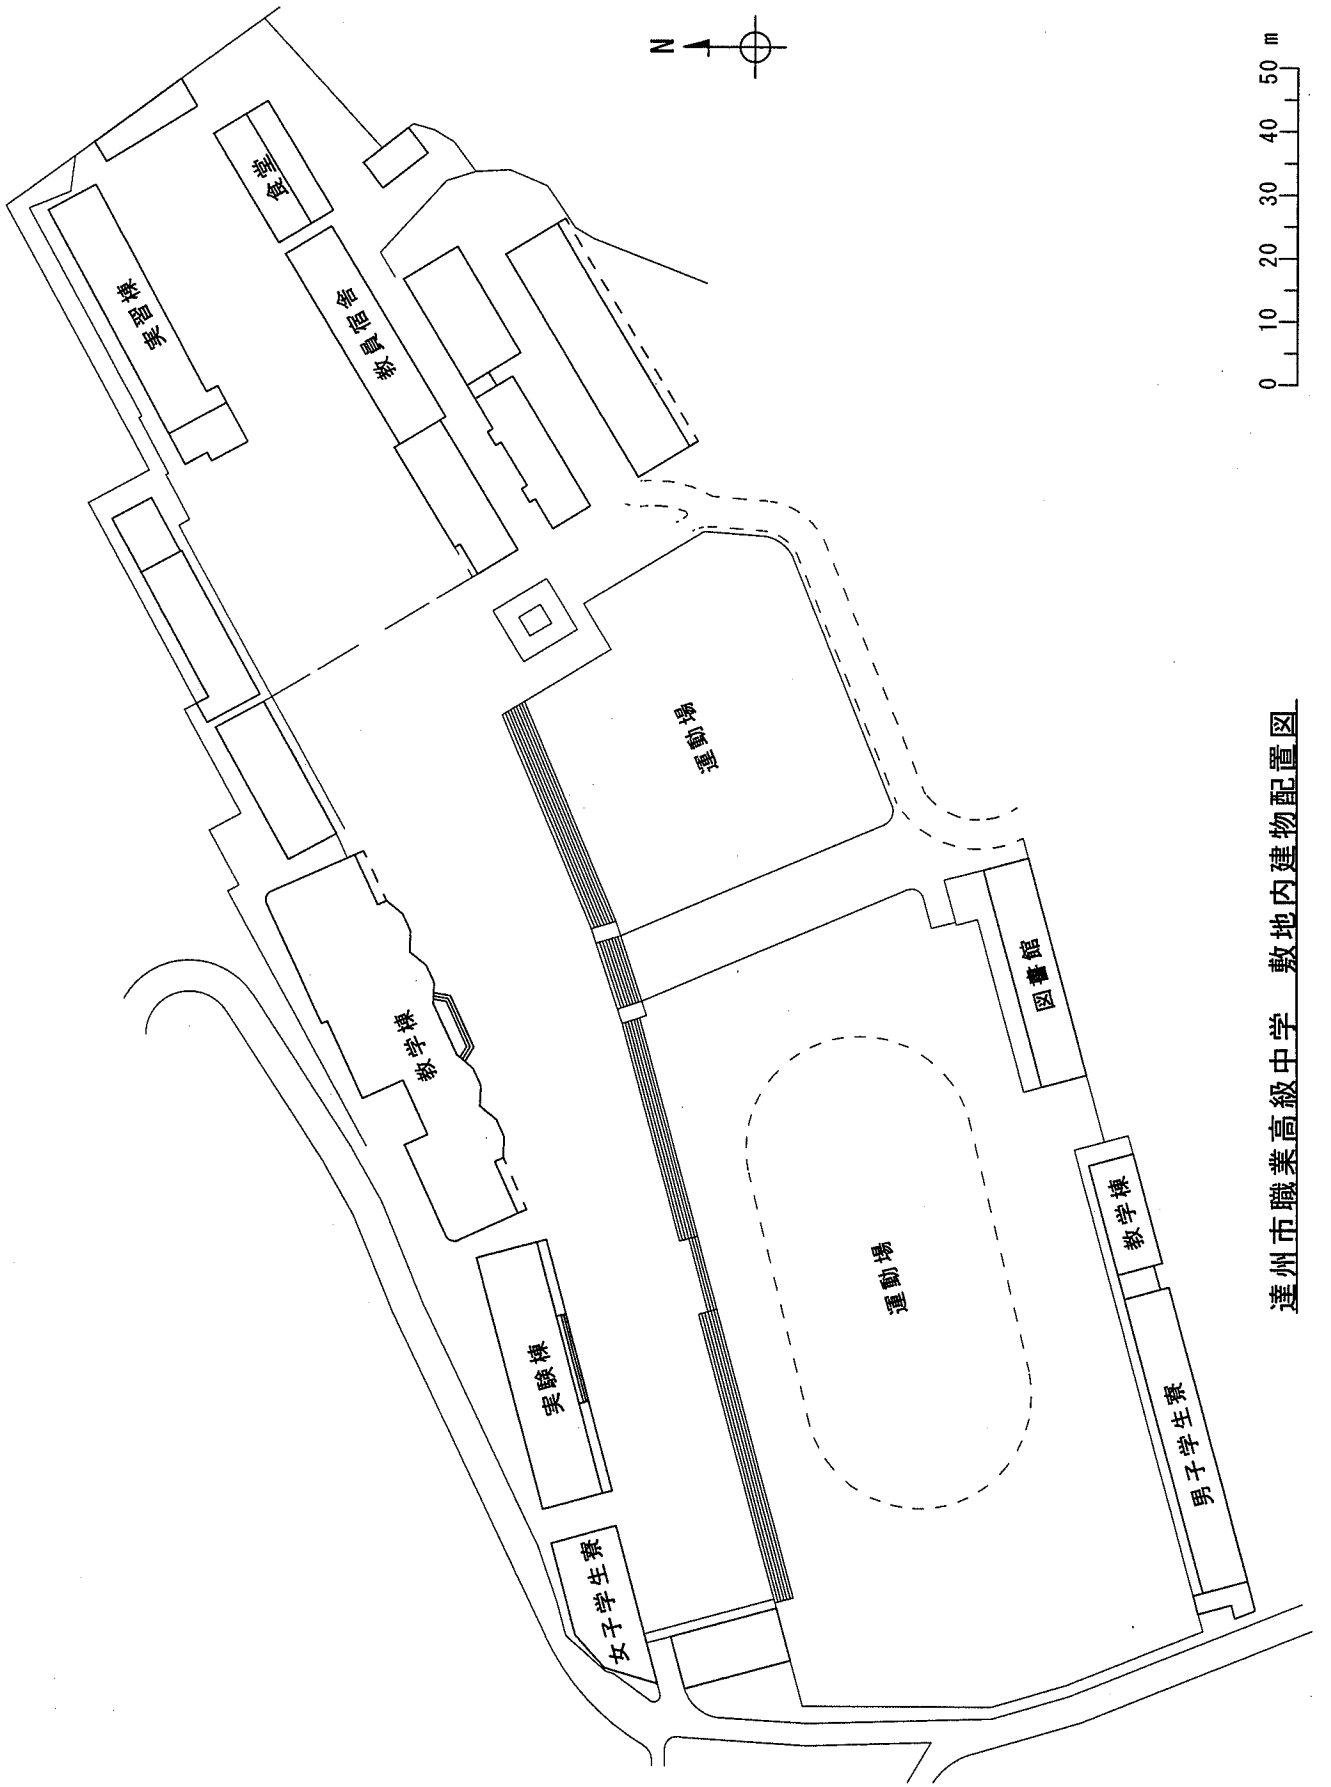 実習棟
食堂
教員宿舎
教学棟
運動場
実験棟
女子学生寮
運動場
図書館
教学棟
男子学生寮
N
0 10 20 30 40 50 m
達州市職業高級中学 敷地内建物配置図